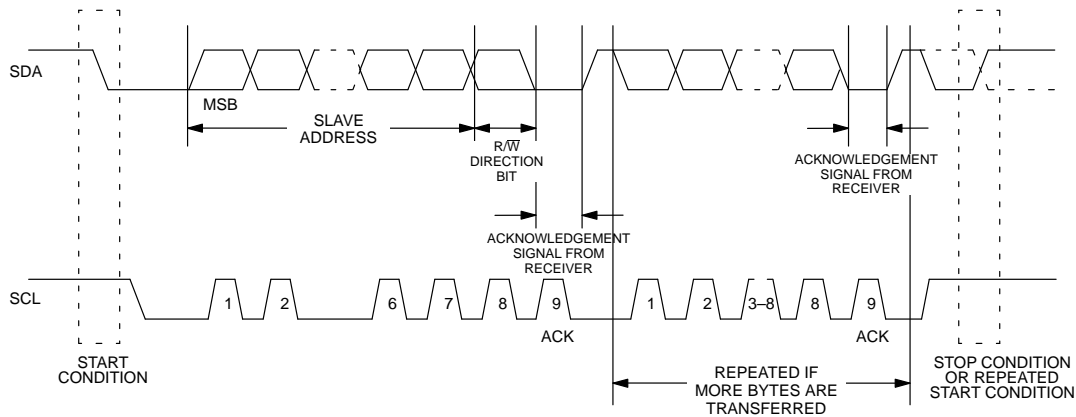 SDA
MSB
SLAVE
ADDRESS
R/W̅
DIRECTION
BIT
ACKNOWLEDGEMENT
SIGNAL FROM
RECEIVER
ACKNOWLEDGEMENT
SIGNAL FROM
RECEIVER
SCL
1 2 6 7 8 9 1 2 3–8 8 9
ACK ACK
START
CONDITION
REPEATED IF
MORE BYTES ARE
TRANSFERRED
STOP CONDITION
OR REPEATED
START CONDITION